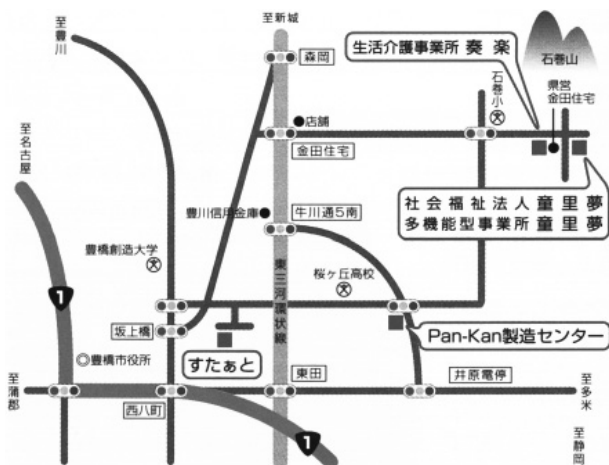 至新城
至豊川
至名古屋
森岡
生活介護事業所 奏楽
石巻山
石巻小
文
県営
金田住宅
店舗
金田住宅
社会福祉法人 童里夢
多機能型事業所 童里夢
豊川信用金庫
牛川通5南
豊橋創造大学
文
東三河環状線
桜ヶ丘高校
文
1
坂上橋
すたぁと
Pan-Kan製造センター
豊橋市役所
至蒲郡
西八町
東田
井原電停
至多米
1
至静岡